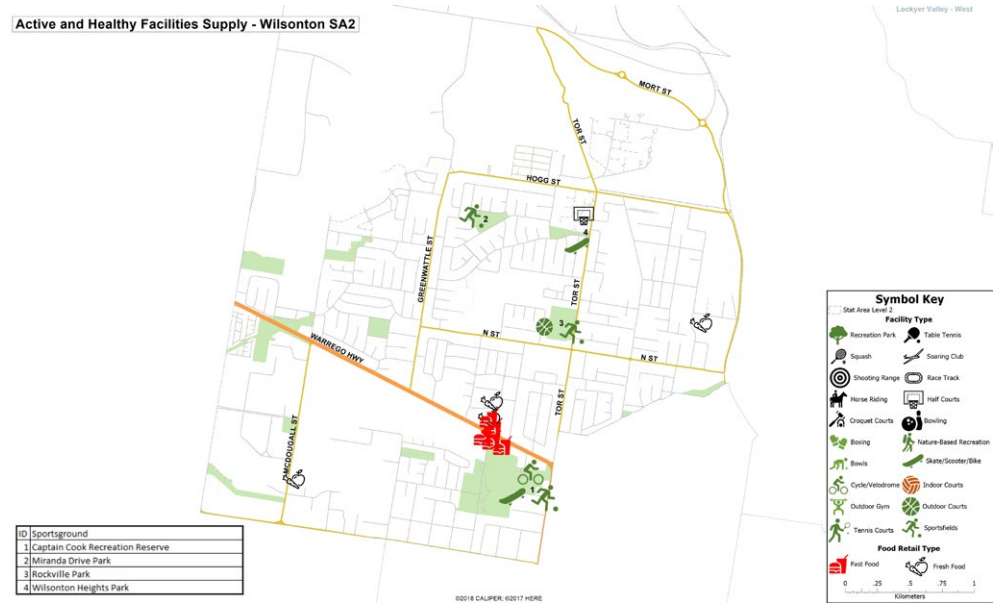 Active and Healthy Facilities Supply - Wilsonton SA2
Lockyer Valley - West
MORT ST
TOR ST
HOGG ST
2
4
GREENWATTLE ST
TOR ST
3
N ST
N ST
WARREGO HWY
TOR ST
MCDOUGALL ST
1
Symbol Key
Stat Area Level 2
Facility Type
Recreation Park Table Tennis
Squash Soaring Club
Shooting Range Race Track
Horse Riding Half Courts
Croquet Courts Bowling
Boxing Nature-Based Recreation
Bowls Skate/Scooter/Bike
Cycle/Velodrome Indoor Courts
Outdoor Gym Outdoor Courts
Tennis Courts Sportsfields
Food Retail Type
Fast Food Fresh Food
0 .25 .5 .75 1
Kilometers
ID Sportsground
1 Captain Cook Recreation Reserve
2 Miranda Drive Park
3 Rockville Park
4 Wilsonton Heights Park
©2018 CALIPER; ©2017 HERE